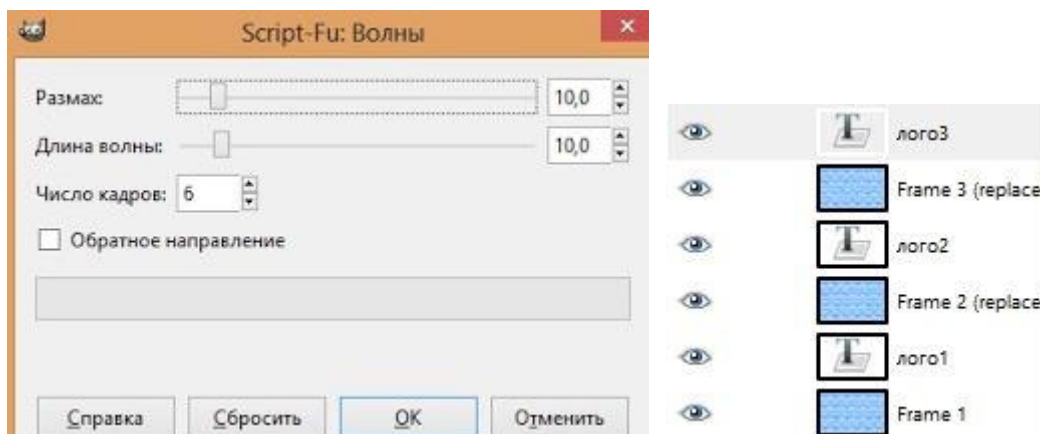 Script-Fu: Волны
Размах: 10,0
Длина волны: 10,0
Число кадров: 6
Обратное направление
Справка Сбросить OK Отменить
лого3
Frame 3 (replace
лого2
Frame 2 (replace
лого1
Frame 1